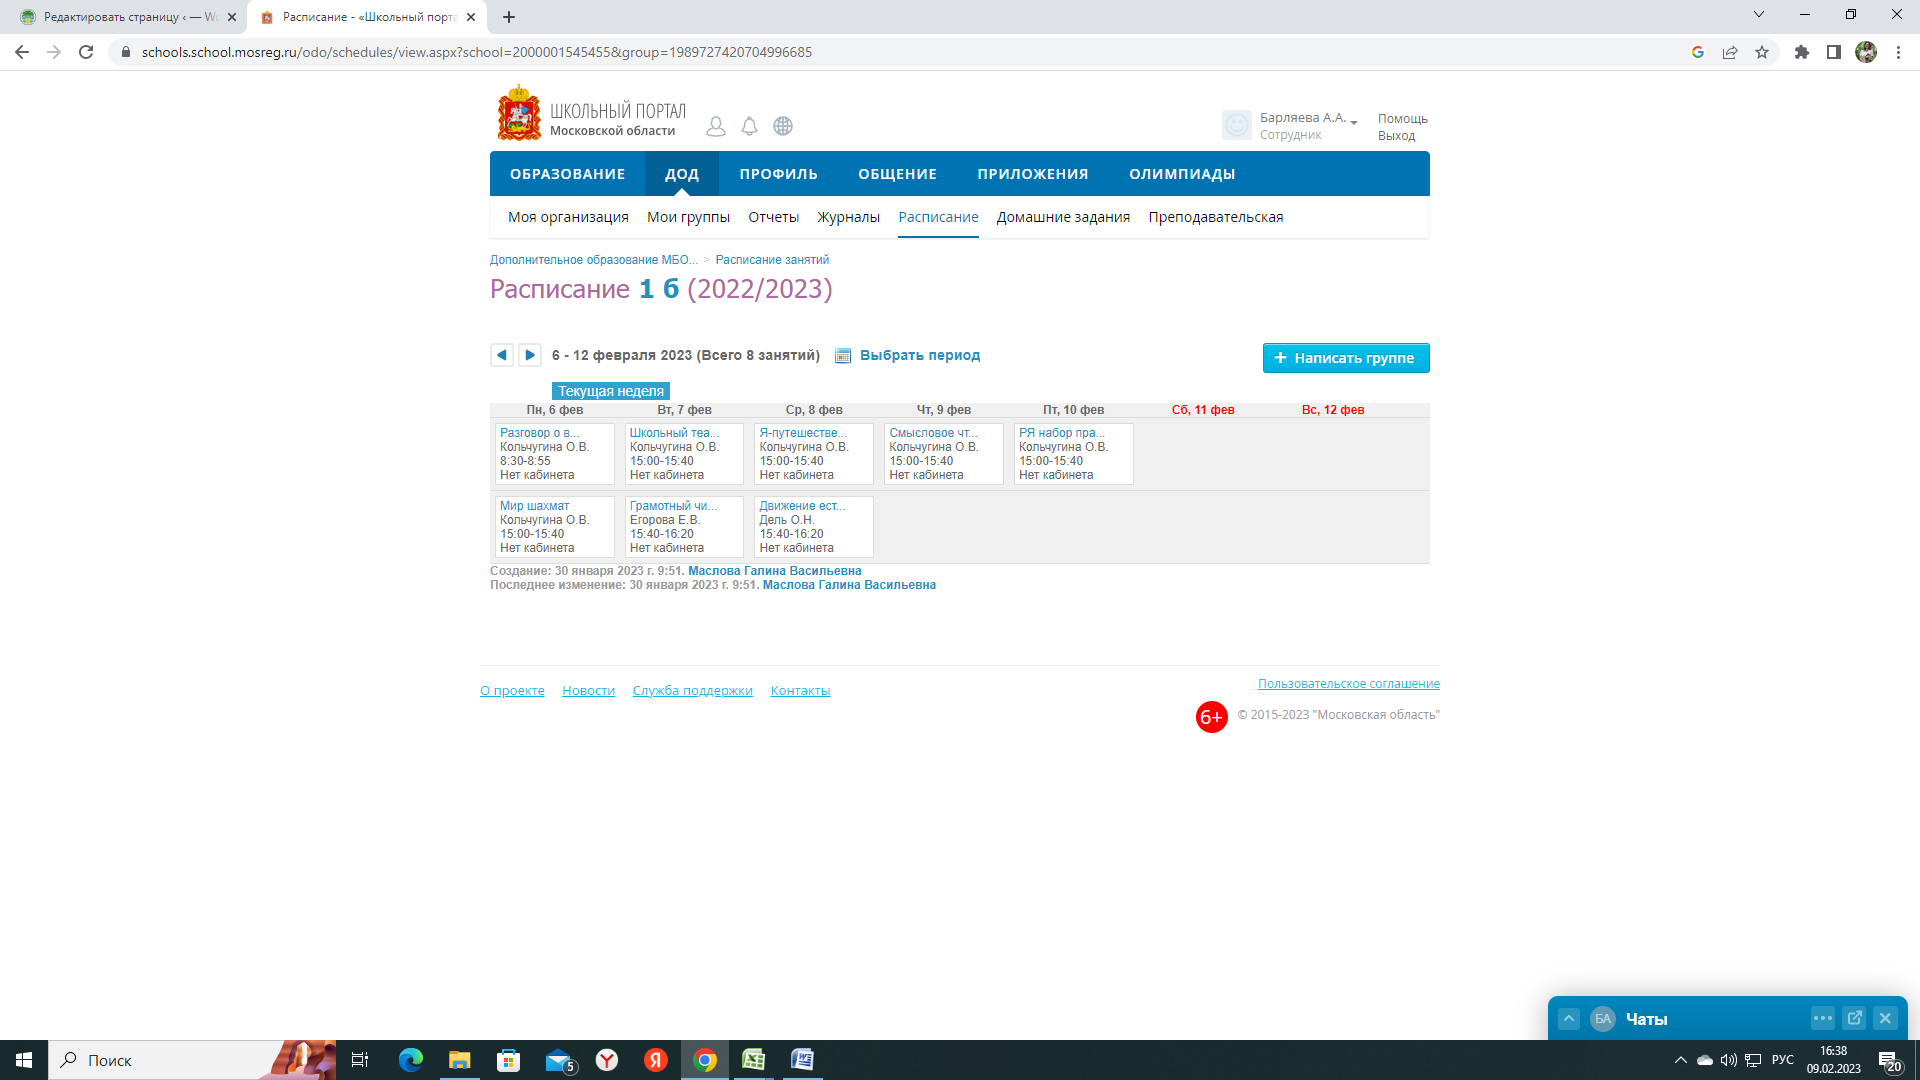 Редактировать страницу ‹ — Wo
Расписание - «Школьный порта
schools.school.mosreg.ru/odo/schedules/view.aspx?school=2000001545455&group=1989727420704996685
ШКОЛЬНЫЙ ПОРТАЛ
Московской области
Барляева А.А.
Сотрудник
Помощь
Выход
ОБРАЗОВАНИЕ ДОД ПРОФИЛЬ ОБЩЕНИЕ ПРИЛОЖЕНИЯ ОЛИМПИАДЫ
Моя организация Мои группы Отчеты Журналы Расписание Домашние задания Преподавательская
Дополнительное образование МБО... > Расписание занятий
Расписание 1 б (2022/2023)
6 - 12 февраля 2023 (Всего 8 занятий) Выбрать период
+ Написать группе
Текущая неделя
Пн, 6 фев Вт, 7 фев Ср, 8 фев Чт, 9 фев Пт, 10 фев Сб, 11 фев Вс, 12 фев
Разговор о в... Школьный теа... Я-путешестве... Смысловое чт... РЯ набор пра...
Кольчугина О.В. Кольчугина О.В. Кольчугина О.В. Кольчугина О.В. Кольчугина О.В.
8:30-8:55 15:00-15:40 15:00-15:40 15:00-15:40 15:00-15:40
Нет кабинета Нет кабинета Нет кабинета Нет кабинета Нет кабинета
Мир шахмат Грамотный чи... Движение ест...
Кольчугина О.В. Егорова Е.В. Дель О.Н.
15:00-15:40 15:40-16:20 15:40-16:20
Нет кабинета Нет кабинета Нет кабинета
Создание: 30 января 2023 г. 9:51. Маслова Галина Васильевна
Последнее изменение: 30 января 2023 г. 9:51. Маслова Галина Васильевна
О проекте Новости Служба поддержки Контакты
Пользовательское соглашение
6+ © 2015-2023 "Московская область"
БА Чаты
Поиск
5
РУС
16:38
09.02.2023
20